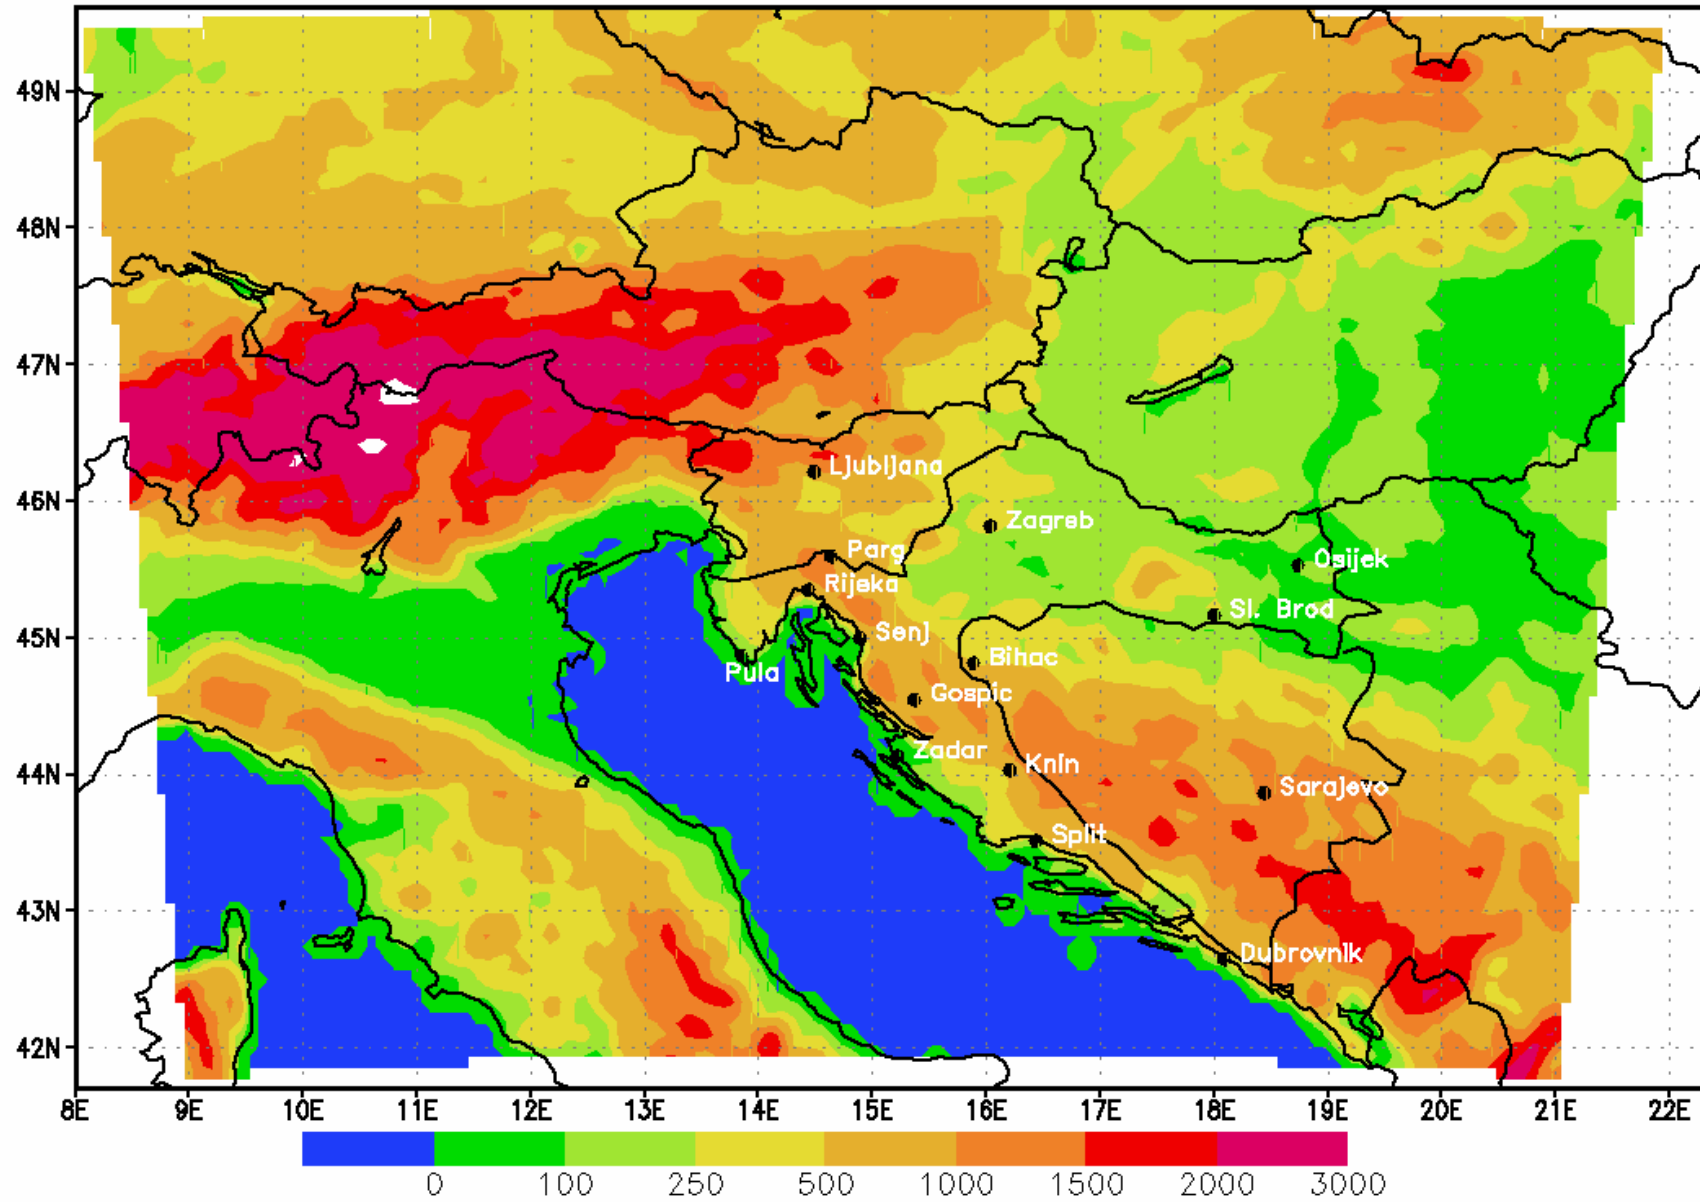 49N
48N
47N
46N
45N
44N
43N
42N
Ljubljana
Zagreb
Parg
Osijek
Rijeka
Sl. Brod
Senj
Bihac
Pula
Gospic
Zadar
Knin
Sarajevo
Split
Dubrovnik
8E 9E 10E 11E 12E 13E 14E 15E 16E 17E 18E 19E 20E 21E 22E
0 100 250 500 1000 1500 2000 3000